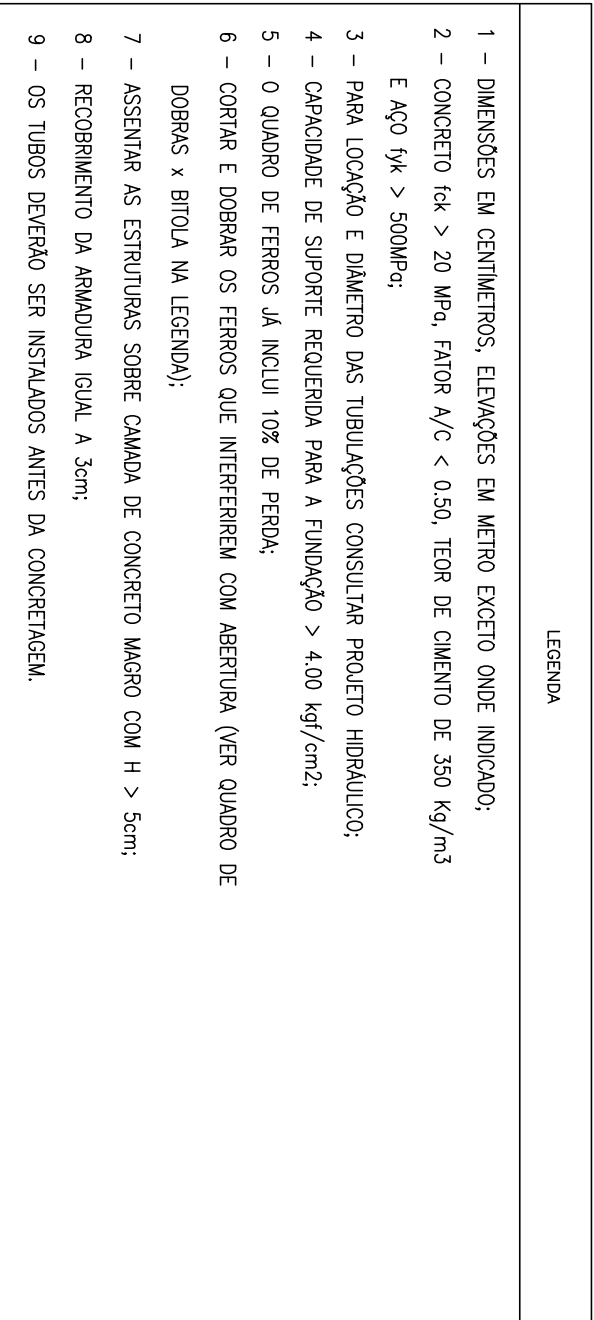 LEGENDA
1 – DIMENSÕES EM CENTÍMETROS, ELEVAÇÕES EM METRO EXCETO ONDE INDICADO;
2 – CONCRETO fck > 20 MPa, FATOR A/C < 0.50, TEOR DE CIMENTO DE 350 Kg/m3
E AÇO fyk > 500MPa;
3 – PARA LOCAÇÃO E DIÂMETRO DAS TUBULAÇÕES CONSULTAR PROJETO HIDRÁULICO;
4 – CAPACIDADE DE SUPORTE REQUERIDA PARA A FUNDAÇÃO > 4.00 kgf/cm2;
5 – O QUADRO DE FERROS JÁ INCLUI 10% DE PERDA;
6 – CORTAR E DOBRAR OS FERROS QUE INTERFERIREM COM ABERTURA (VER QUADRO DE
DOBRAS x BITOLA NA LEGENDA);
7 – ASSENTAR AS ESTRUTURAS SOBRE CAMADA DE CONCRETO MAGRO COM H > 5cm;
8 – RECOBRIMENTO DA ARMADURA IGUAL A 3cm;
9 – OS TUBOS DEVERÃO SER INSTALADOS ANTES DA CONCRETAGEM.